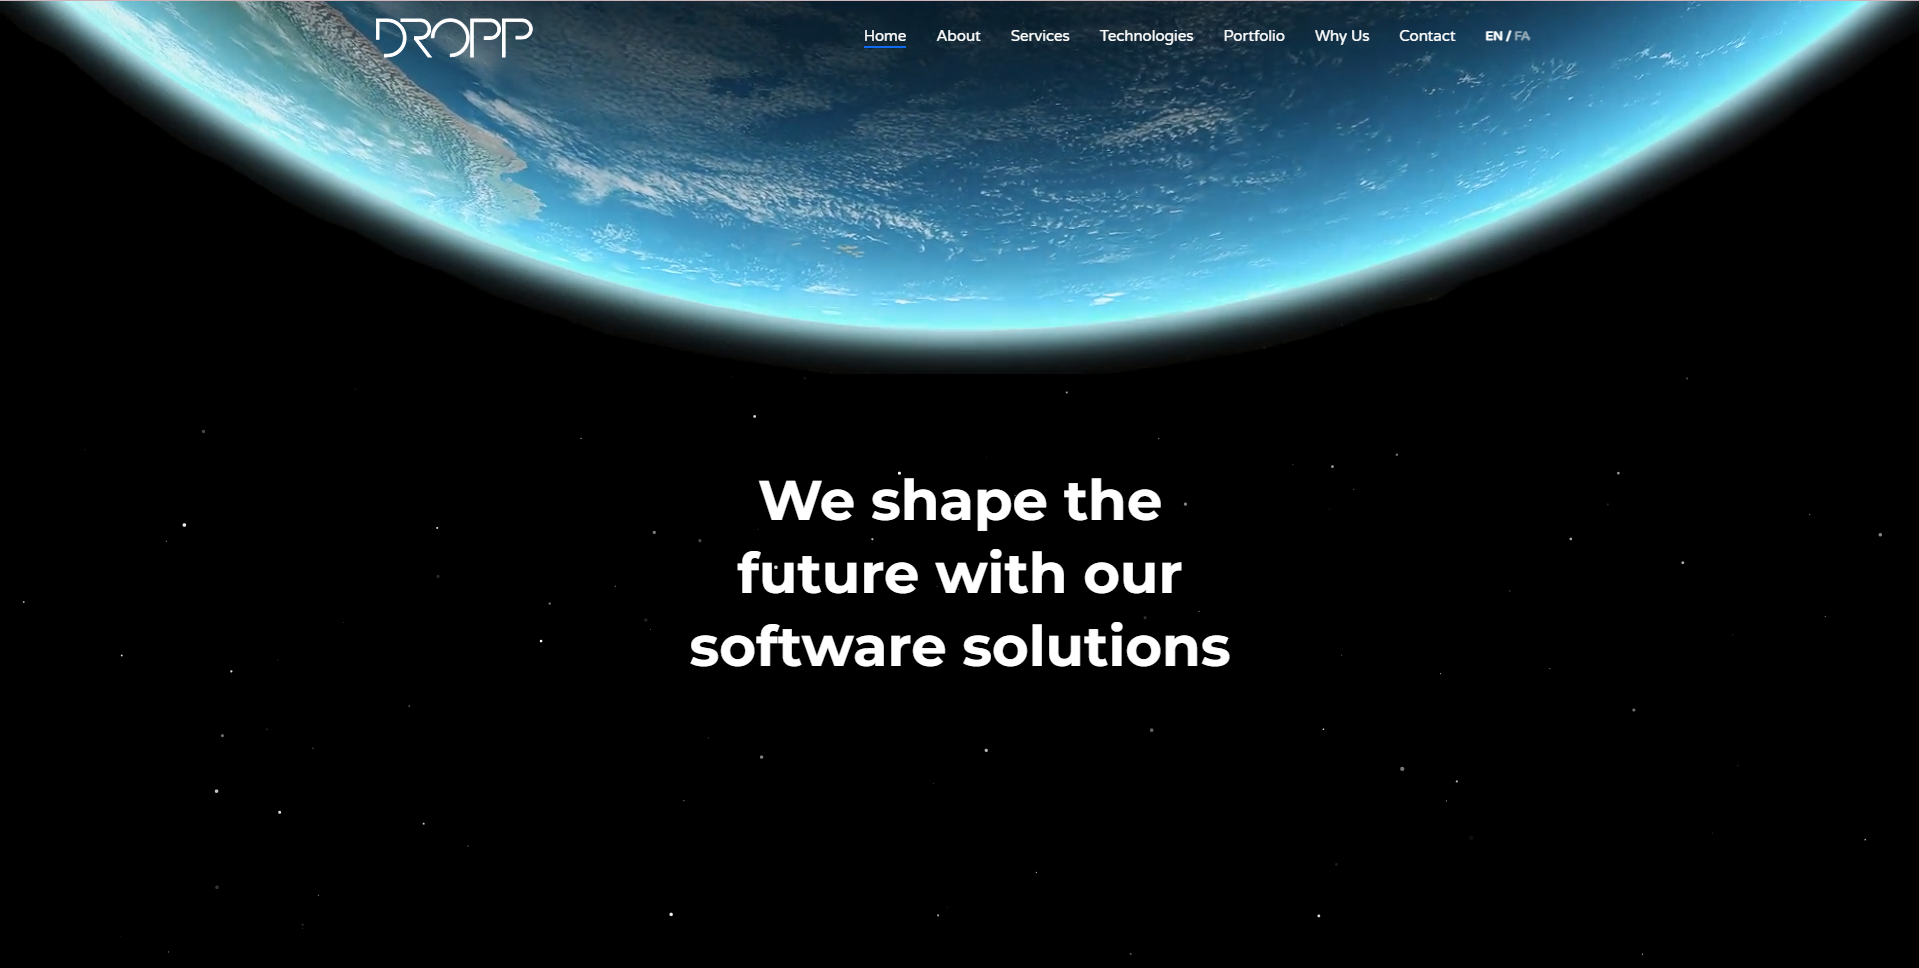 DROPP
Home About Services Technologies Portfolio Why Us Contact EN / FA
We shape the
future with our
software solutions